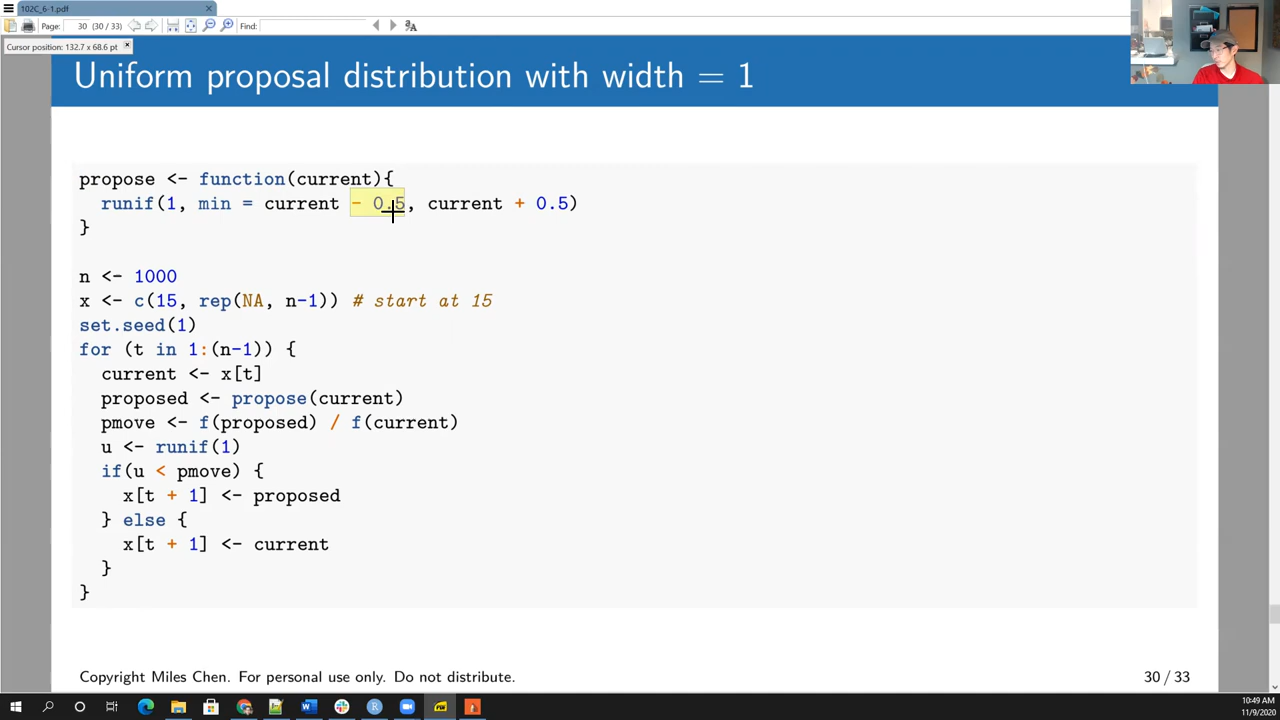 102C_6-1.pdf
Page: 30 (30 / 33) Find:
Cursor position: 132.7 x 68.6 pt
Uniform proposal distribution with width = 1
propose <- function(current){
  runif(1, min = current - 0.5, current + 0.5)
}
n <- 1000
x <- c(15, rep(NA, n-1)) # start at 15
set.seed(1)
for (t in 1:(n-1)) {
  current <- x[t]
  proposed <- propose(current)
  pmove <- f(proposed) / f(current)
  u <- runif(1)
  if(u < pmove) {
    x[t + 1] <- proposed
  } else {
    x[t + 1] <- current
  }
}
Copyright Miles Chen. For personal use only. Do not distribute. 30 / 33
10:49 AM
11/9/2020